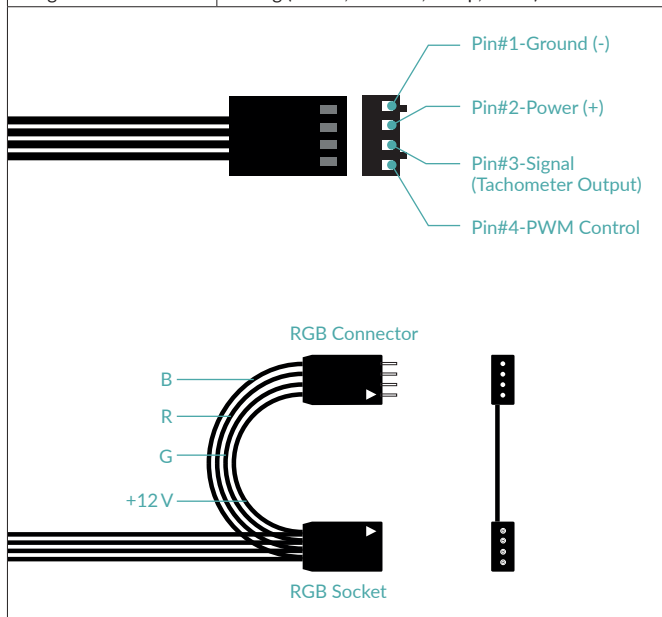 Pin#1-Ground (-)
Pin#2-Power (+)
Pin#3-Signal
(Tachometer Output)
Pin#4-PWM Control
RGB Connector
B
R
G
+12 V
RGB Socket